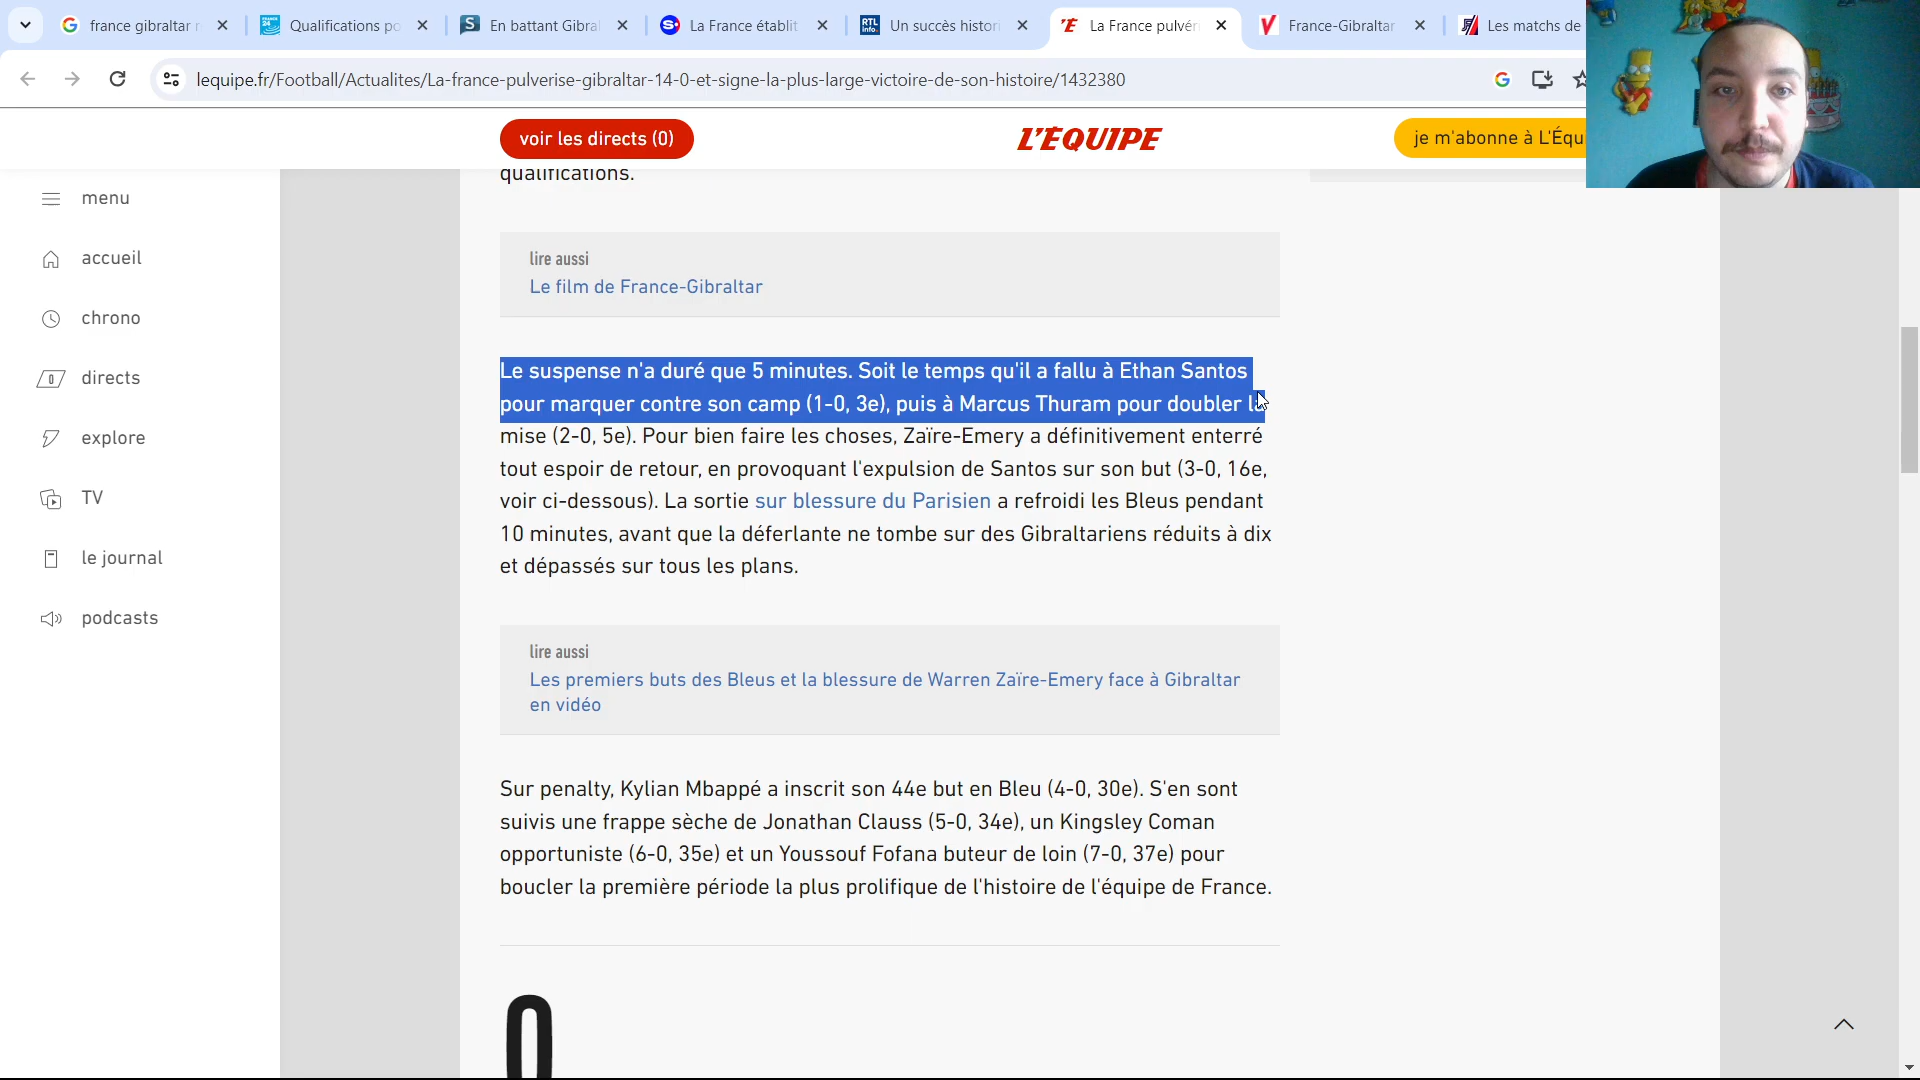 france gibraltar r
Qualifications po
En battant Gibra
La France établit
RTL
info
Un succès histori
La France pulvér
France-Gibraltar
Les matchs de
lequipe.fr/Football/Actualites/La-france-pulverise-gibraltar-14-0-et-signe-la-plus-large-victoire-de-son-histoire/1432380
voir les directs (0)
L'ÉQUIPE
je m'abonne à L'Équ
menu
accueil
chrono
directs
explore
TV
le journal
podcasts
qualifications.
lire aussi
Le film de France-Gibraltar
Le suspense n'a duré que 5 minutes. Soit le temps qu'il a fallu à Ethan Santos
pour marquer contre son camp (1-0, 3e), puis à Marcus Thuram pour doubler la
mise (2-0, 5e). Pour bien faire les choses, Zaïre-Emery a définitivement enterré
tout espoir de retour, en provoquant l'expulsion de Santos sur son but (3-0, 16e,
voir ci-dessous). La sortie sur blessure du Parisien a refroidi les Bleus pendant
10 minutes, avant que la déferlante ne tombe sur des Gibraltariens réduits à dix
et dépassés sur tous les plans.
lire aussi
Les premiers buts des Bleus et la blessure de Warren Zaïre-Emery face à Gibraltar
en vidéo
Sur penalty, Kylian Mbappé a inscrit son 44e but en Bleu (4-0, 30e). S'en sont
suivis une frappe sèche de Jonathan Clauss (5-0, 34e), un Kingsley Coman
opportuniste (6-0, 35e) et un Youssouf Fofana buteur de loin (7-0, 37e) pour
boucler la première période la plus prolifique de l'histoire de l'équipe de France.